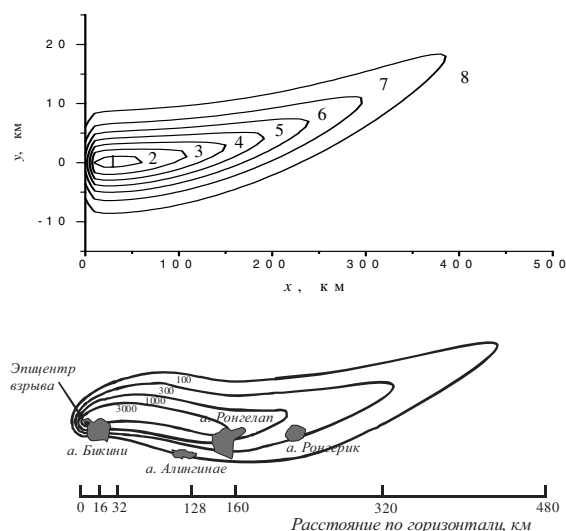 20
10
0
-10
y, км
1
2
3
4
5
6
7
8
0
100
200
300
400
500
x, км
Эпицентр
взрыва
100
300
1000
3000
а. Ронгелап
а. Бикини
а. Ронгерик
а. Алингинае
0 16 32 128 160 320 480
Расстояние по горизонтали, км